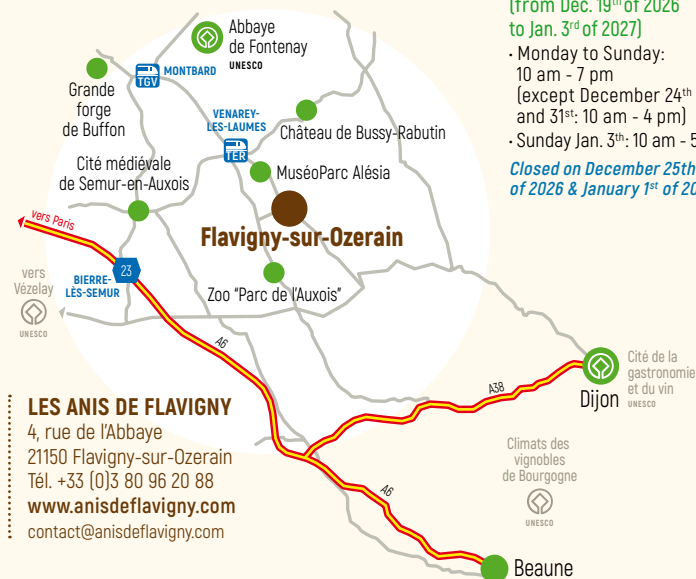 (from Dec. 19th of 2026
to Jan. 3rd of 2027)
· Monday to Sunday:
10 am - 7 pm
(except December 24th
and 31st: 10 am - 4 pm)
· Sunday Jan. 3th: 10 am - 5
Closed on December 25th
of 2026 & January 1st of 20
Abbaye
de Fontenay
UNESCO
TGV
MONTBARD
Grande
forge
de Buffon
VENAREY-
LES-LAUMES
TER
Château de Bussy-Rabutin
Cité médiévale
de Semur-en-Auxois
MuséoParc Alésia
Flavigny-sur-Ozerain
vers Paris
23
BIERRE-
LÈS-SEMUR
Zoo "Parc de l'Auxois"
vers
Vézelay
UNESCO
A6
A38
Dijon
Cité de la
gastronomie
et du vin
UNESCO
Climats des
vignobles
de Bourgogne
UNESCO
A6
Beaune
LES ANIS DE FLAVIGNY
4, rue de l'Abbaye
21150 Flavigny-sur-Ozerain
Tél. +33 (0)3 80 96 20 88
www.anisdeflavigny.com
contact@anisdeflavigny.com